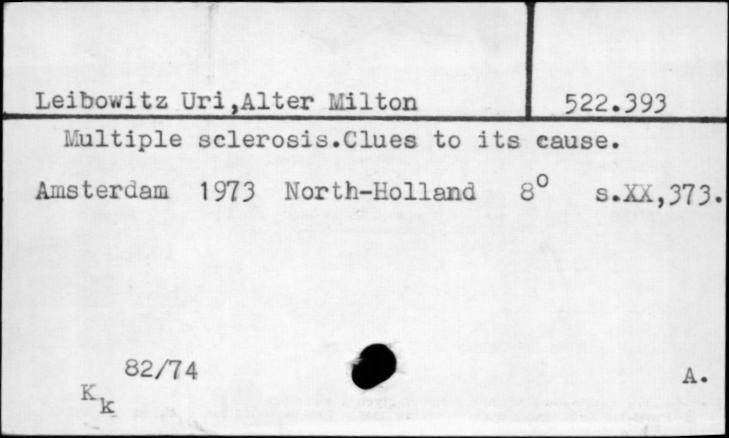 Leibowitz Uri,Alter Milton 522.393
Multiple sclerosis.Clues to its cause.
Amsterdam 1973 North-Holland 8° s.XX,373.
82/74
A.
Kk